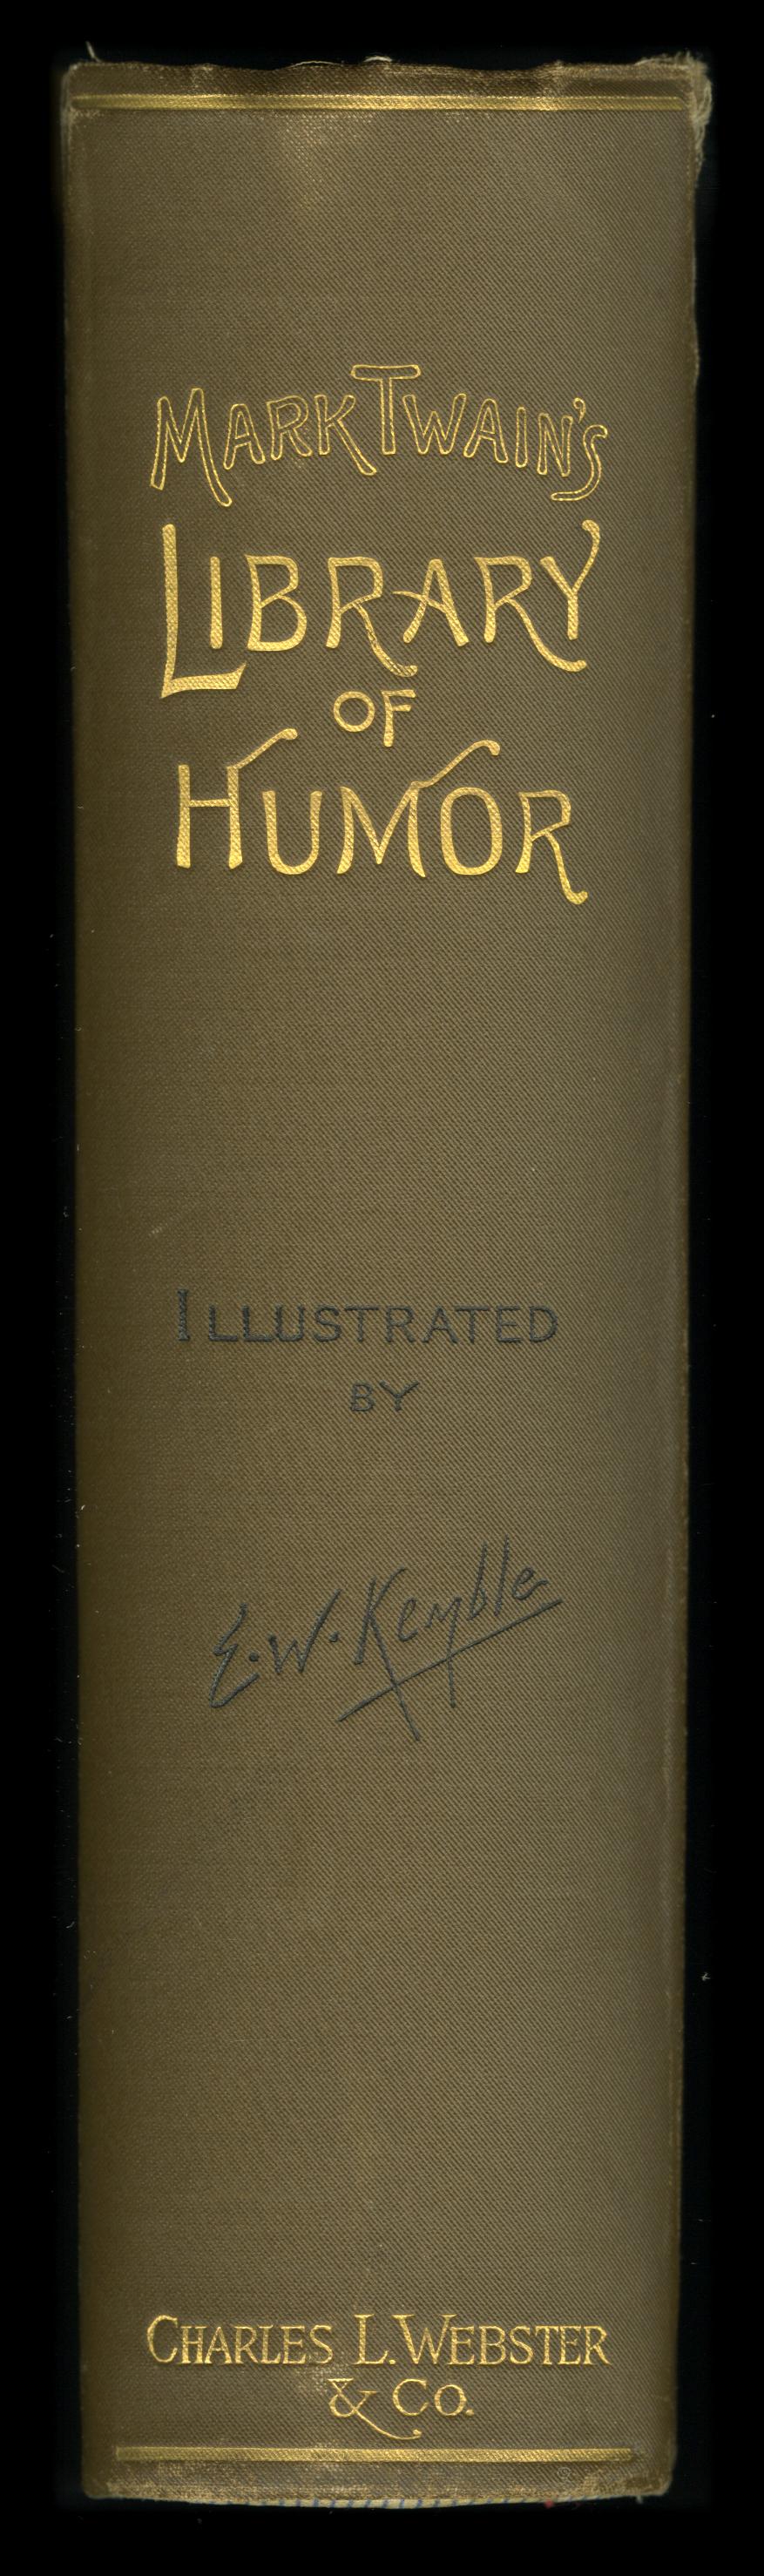 MARK TWAIN'S
LIBRARY
OF
HUMOR
ILLUSTRATED
BY
E.W. Kemble
CHARLES L. WEBSTER
& CO.